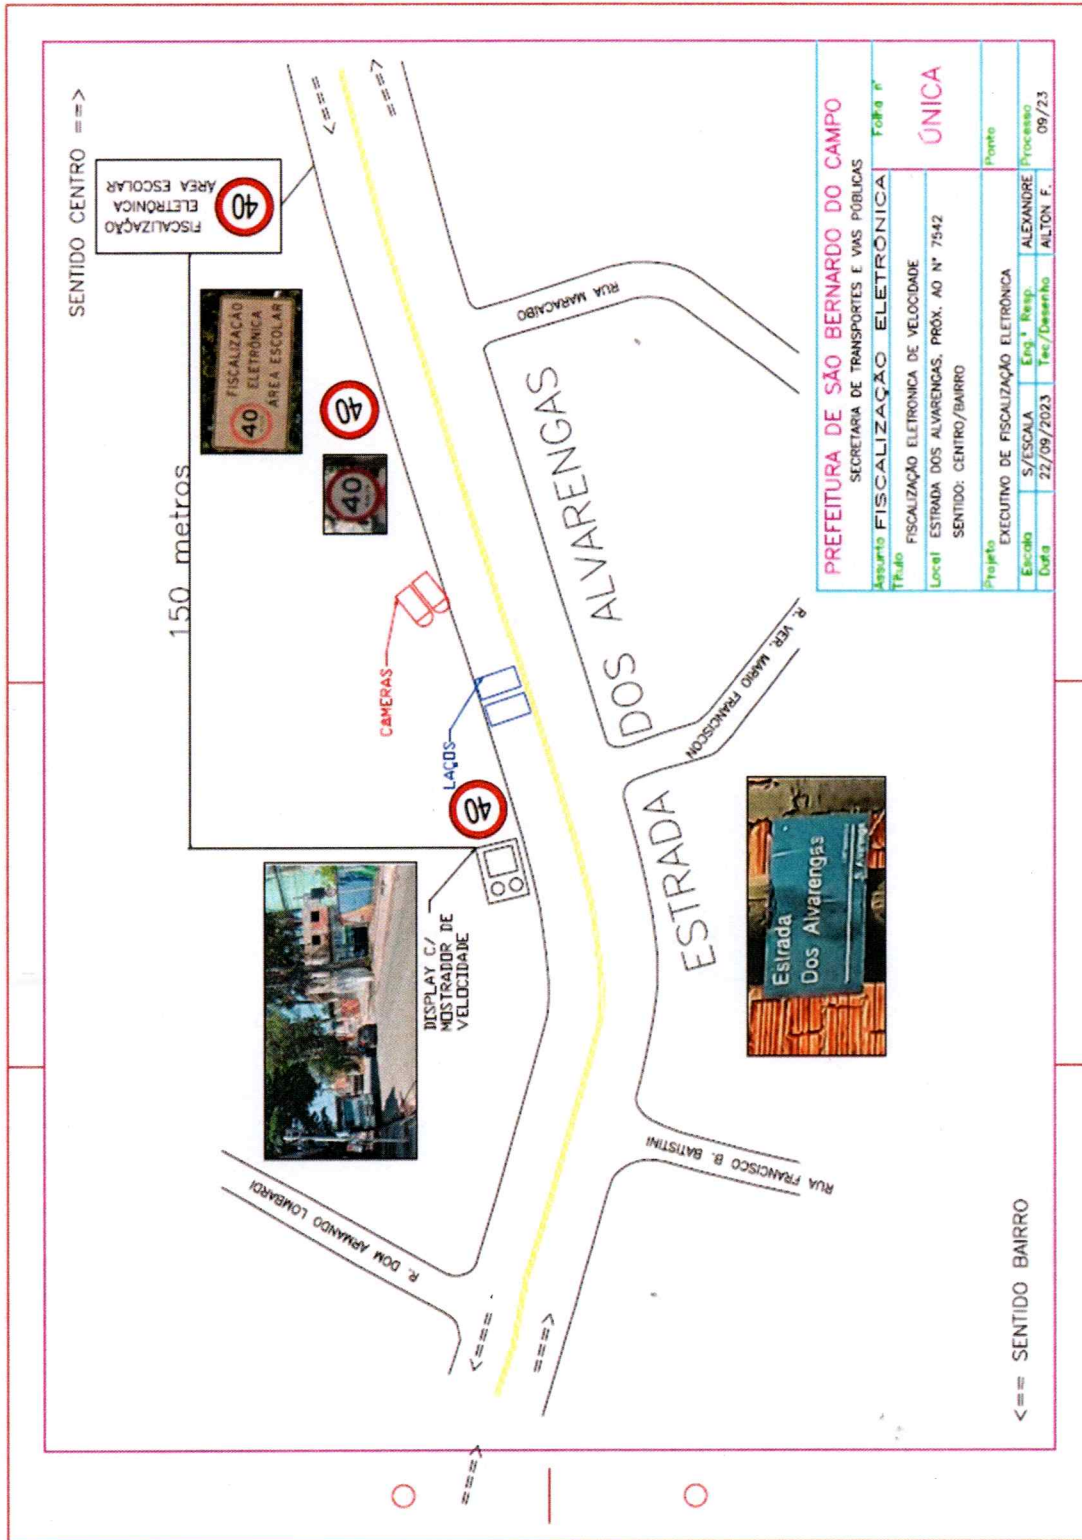 SENTIDO CENTRO ==>
FISCALIZAÇÃO
ELETRÔNICA
ÁREA ESCOLAR
40
150 metros
FISCALIZAÇÃO
40 ELETRÔNICA
ÁREA ESCOLAR
40
40
<====
====>
CAMERAS
LAÇOS
40
DISPLAY C/
MOSTRADOR DE
VELOCIDADE
RUA MARACAIBO
ESTRADA DOS ALVARENGAS
R. VER. MARIO FRANCISCON
R. DOM ARMANDO LOMBARDI
RUA FRANCISCO B. BATISTINI
Estrada
Dos Alvarengas
<====
====>
====>
<== SENTIDO BAIRRO
PREFEITURA DE SÃO BERNARDO DO CAMPO
SECRETARIA DE TRANSPORTES E VIAS PÚBLICAS
Assunto FISCALIZAÇÃO ELETRÔNICA
Folha nº
ÚNICA
Título
FISCALIZAÇÃO ELETRONICA DE VELOCIDADE
Local ESTRADA DOS ALVARENGAS, PRÓX. AO Nº 7542
SENTIDO: CENTRO/BAIRRO
Projeto
EXECUTIVO DE FISCALIZAÇÃO ELETRÔNICA
Ponto
Escala S/ESCALA Eng.º Resp. ALEXANDRE Processo
Data 22/09/2023 Tec/Desenho AILTON F. 09/23